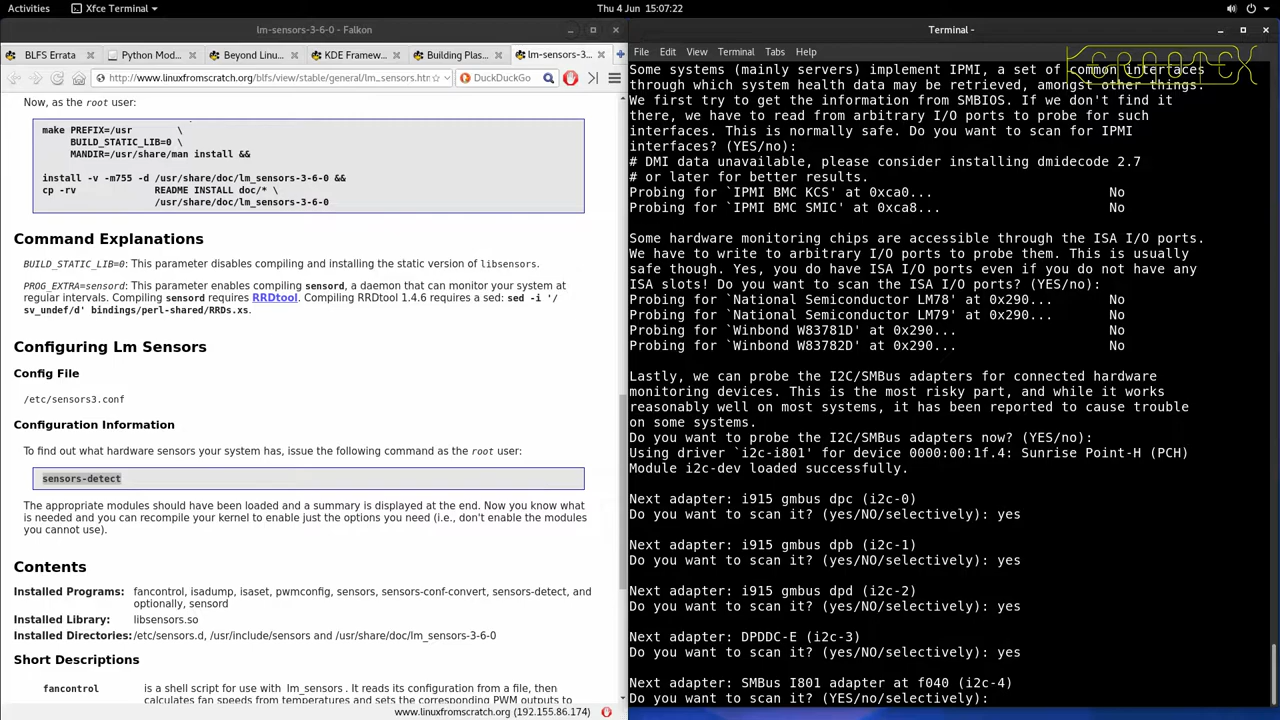 Activities
Xfce Terminal
Thu 4 Jun 15:07:22
lm-sensors-3-6-0 - Falkon
BLFS Errata
Python Mod...
Beyond Linu...
KDE Framew...
Building Plas...
lm-sensors-3...
http://www.linuxfromscratch.org/blfs/view/stable/general/lm_sensors.htm
DuckDuckGo
Now, as the root user:
make PREFIX=/usr \
BUILD_STATIC_LIB=0 \
MANDIR=/usr/share/man install &&
install -v -m755 -d /usr/share/doc/lm_sensors-3-6-0 &&
cp -rv README INSTALL doc/* \
/usr/share/doc/lm_sensors-3-6-0
Command Explanations
BUILD_STATIC_LIB=0: This parameter disables compiling and installing the static version of libsensors.
PROG_EXTRA=sensord: This parameter enables compiling sensord, a daemon that can monitor your system at
regular intervals. Compiling sensord requires RRDtool. Compiling RRDtool 1.4.6 requires a sed: sed -i '/
sv_undef/d' bindings/perl-shared/RRDs.xs.
Configuring Lm Sensors
Config File
/etc/sensors3.conf
Configuration Information
To find out what hardware sensors your system has, issue the following command as the root user:
sensors-detect
The appropriate modules should have been loaded and a summary is displayed at the end. Now you know what
is needed and you can recompile your kernel to enable just the options you need (i.e., don't enable the modules
you cannot use).
Contents
Installed Programs: fancontrol, isadump, isaset, pwmconfig, sensors, sensors-conf-convert, sensors-detect, and
optionally, sensord
Installed Library: libsensors.so
Installed Directories: /etc/sensors.d, /usr/include/sensors and /usr/share/doc/lm_sensors-3-6-0
Short Descriptions
fancontrol is a shell script for use with lm_sensors. It reads its configuration from a file, then
calculates fan speeds from temperatures and sets the corresponding PWM outputs to
www.linuxfromscratch.org (192.155.86.174)
Terminal -
File Edit View Terminal Tabs Help
KEROTEX
Some systems (mainly servers) implement IPMI, a set of common interfaces
through which system health data may be retrieved, amongst other things.
We first try to get the information from SMBIOS. If we don't find it
there, we have to read from arbitrary I/O ports to probe for such
interfaces. This is normally safe. Do you want to scan for IPMI
interfaces? (YES/no):
# DMI data unavailable, please consider installing dmidecode 2.7
# or later for better results.
Probing for `IPMI BMC KCS' at 0xca0... No
Probing for `IPMI BMC SMIC' at 0xca8... No
Some hardware monitoring chips are accessible through the ISA I/O ports.
We have to write to arbitrary I/O ports to probe them. This is usually
safe though. Yes, you do have ISA I/O ports even if you do not have any
ISA slots! Do you want to scan the ISA I/O ports? (YES/no):
Probing for `National Semiconductor LM78' at 0x290... No
Probing for `National Semiconductor LM79' at 0x290... No
Probing for `Winbond W83781D' at 0x290... No
Probing for `Winbond W83782D' at 0x290... No
Lastly, we can probe the I2C/SMBus adapters for connected hardware
monitoring devices. This is the most risky part, and while it works
reasonably well on most systems, it has been reported to cause trouble
on some systems.
Do you want to probe the I2C/SMBus adapters now? (YES/no):
Using driver `i2c-i801' for device 0000:00:1f.4: Sunrise Point-H (PCH)
Module i2c-dev loaded successfully.
Next adapter: i915 gmbus dpc (i2c-0)
Do you want to scan it? (yes/NO/selectively): yes
Next adapter: i915 gmbus dpb (i2c-1)
Do you want to scan it? (yes/NO/selectively): yes
Next adapter: i915 gmbus dpd (i2c-2)
Do you want to scan it? (yes/NO/selectively): yes
Next adapter: DPDDC-E (i2c-3)
Do you want to scan it? (yes/NO/selectively): yes
Next adapter: SMBus I801 adapter at f040 (i2c-4)
Do you want to scan it? (YES/no/selectively):